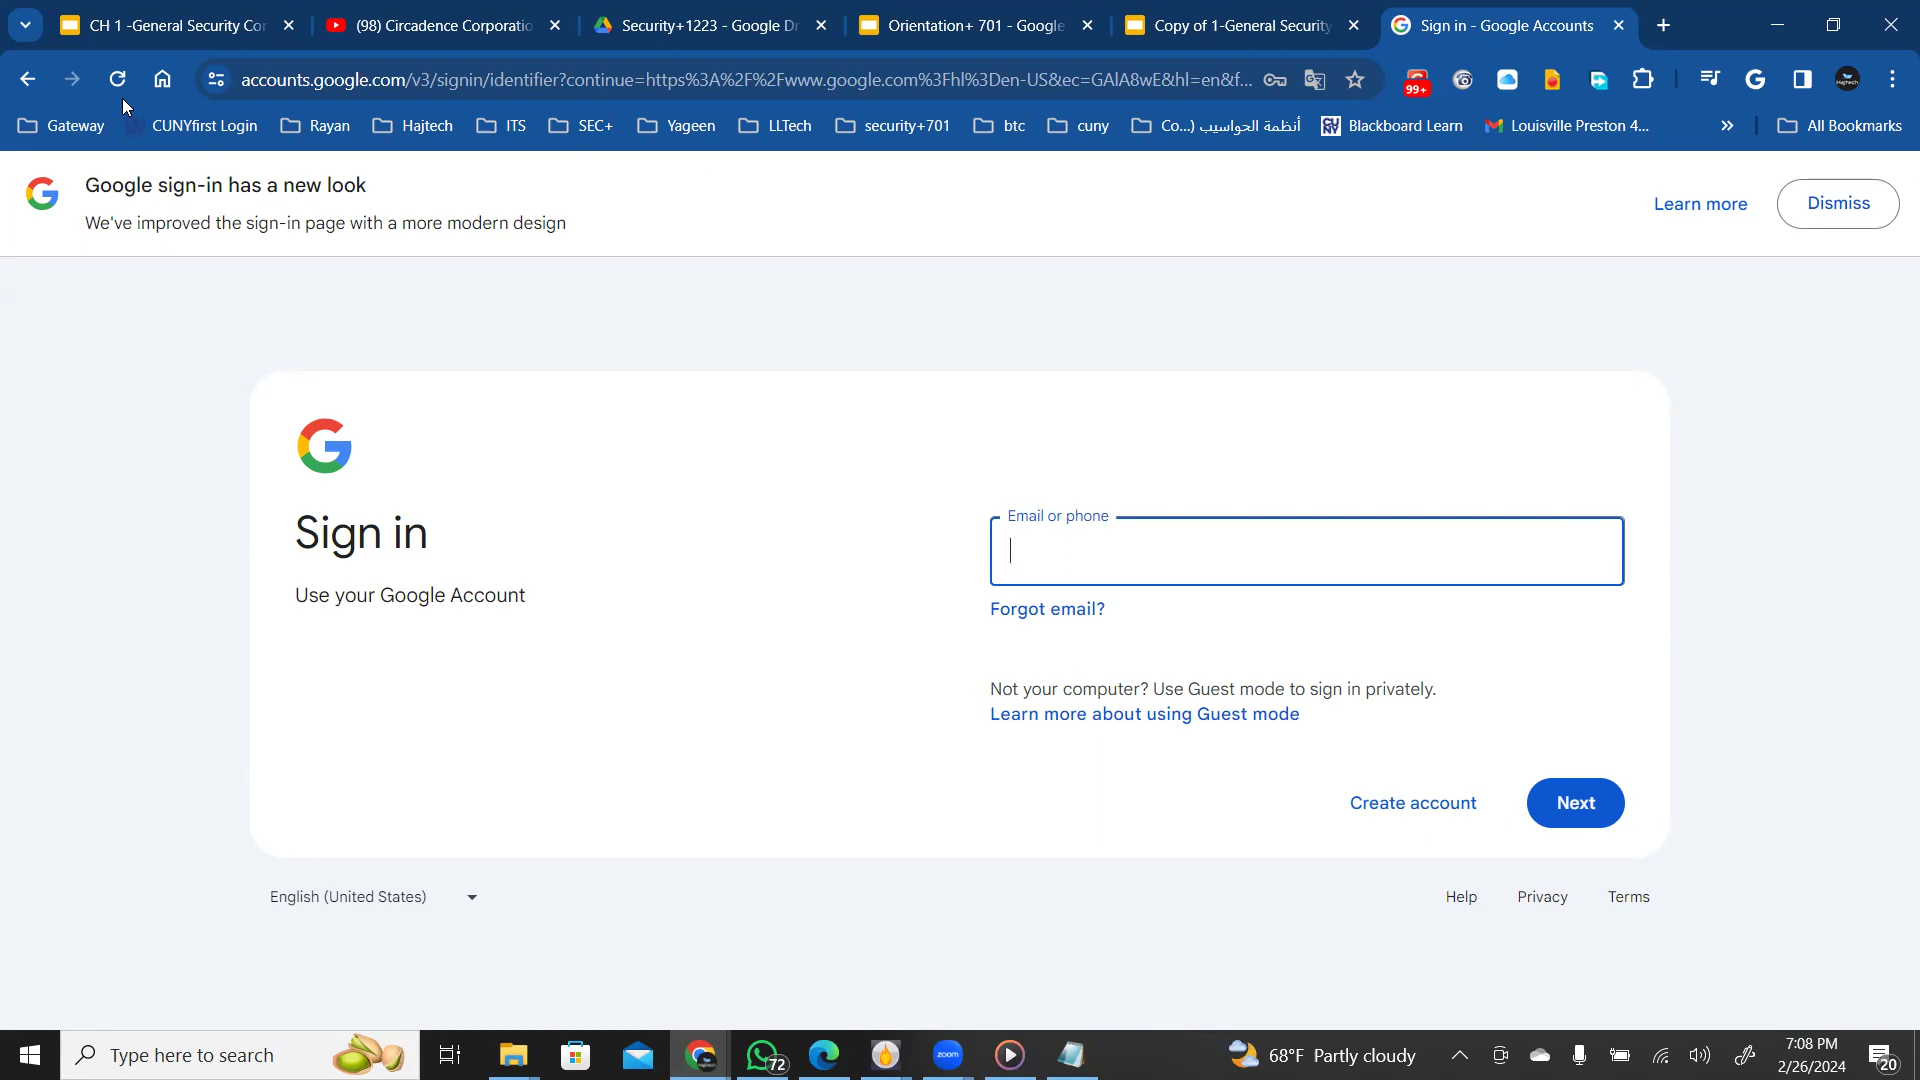 CH 1 -General Security Cor
(98) Circadence Corporatio
Security+1223 - Google Dr
Orientation+ 701 - Google
Copy of 1-General Security
Sign in - Google Accounts
accounts.google.com/v3/signin/identifier?continue=https%3A%2F%2Fwww.google.com%3Fhl%3Den-US&ec=GAlA8wE&hl=en&f...
99+
Gateway
CUNYfirst Login
Rayan
Hajtech
ITS
SEC+
Yageen
LLTech
security+701
btc
cuny
أنظمة الحواسيب (...Co
Blackboard Learn
Louisville Preston 4...
All Bookmarks
Google sign-in has a new look
We've improved the sign-in page with a more modern design
Learn more
Dismiss
Sign in
Use your Google Account
Email or phone
Forgot email?
Not your computer? Use Guest mode to sign in privately.
Learn more about using Guest mode
Create account
Next
English (United States)
Help
Privacy
Terms
Type here to search
72
zoom
68°F Partly cloudy
7:08 PM
2/26/2024
20